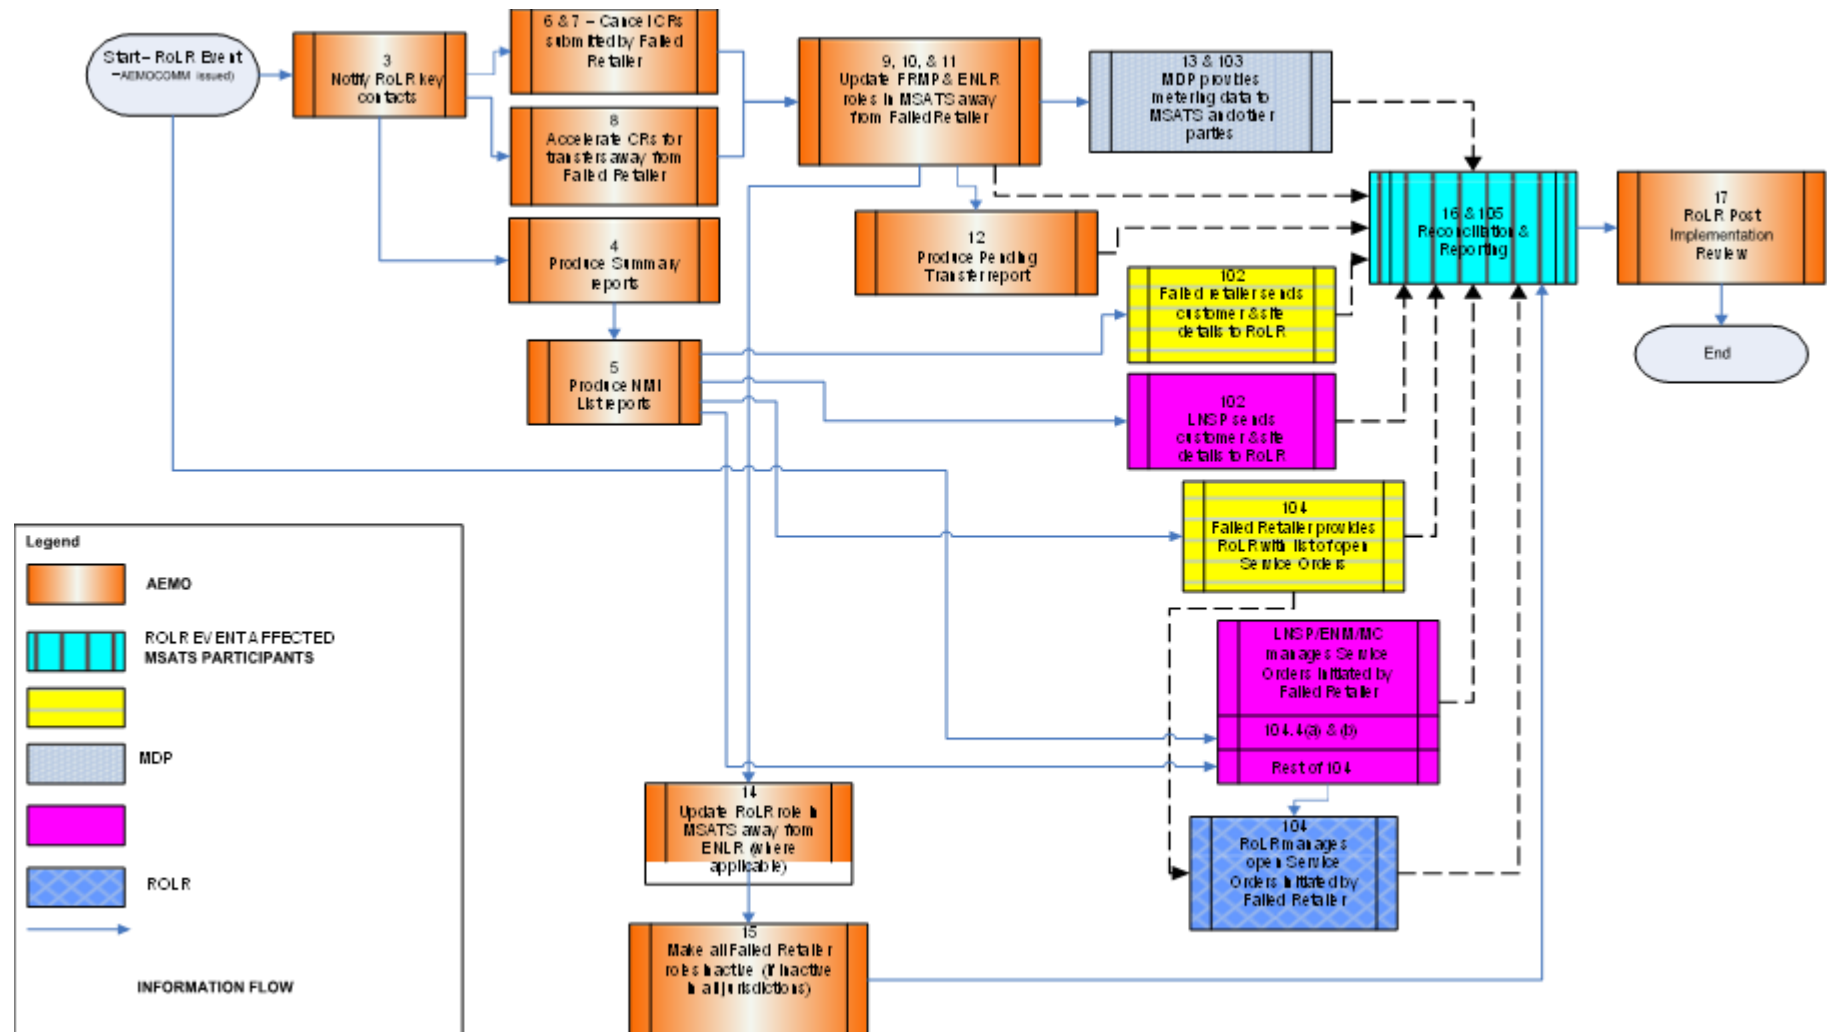 Start – RoLR Event
– AEMOCOMM issued)
3
Notify RoLR key
contacts
6 & 7 – Cancel CRs
submitted by Failed
Retailer
8
Accelerate CRs for
transfers away from
Failed Retailer
4
Produce Summary
reports
5
Produce NMI
List reports
9, 10, & 11
Update FRMP & ENLR
roles in MSATS away
from Failed Retailer
12
Produce Pending
Transfer report
13 & 103
MDP provides
metering data to
MSATS and other
parties
16 & 105
Reconciliation &
Reporting
17
RoLR Post
Implementation
Review
End
102
Failed retailer sends
customer & site
details to RoLR
102
LNSP sends
customer & site
details to RoLR
104
Failed Retailer provides
RoLR with list of open
Service Orders
LNSP/ENM/MC
manages Service
Orders initiated by
Failed Retailer
104.4(a) & (b)
Rest of 104
104
RoLR manages
open Service
Orders initiated by
Failed Retailer
14
Update RoLR role in
MSATS away from
ENLR (where
applicable)
15
Make all Failed Retailer
roles inactive (if inactive
in all jurisdictions)
Legend
AEMO
ROLR EVENT AFFECTED
MSATS PARTICIPANTS
MDP
ROLR
INFORMATION FLOW